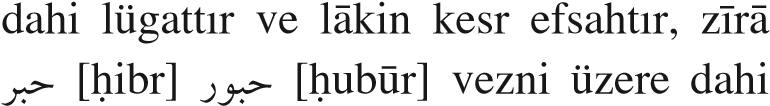 dahi lügattır ve lākin kesr efsahtır, zīrā
حبر [ḥibr] حبور [ḥubūr] vezni üzere dahi